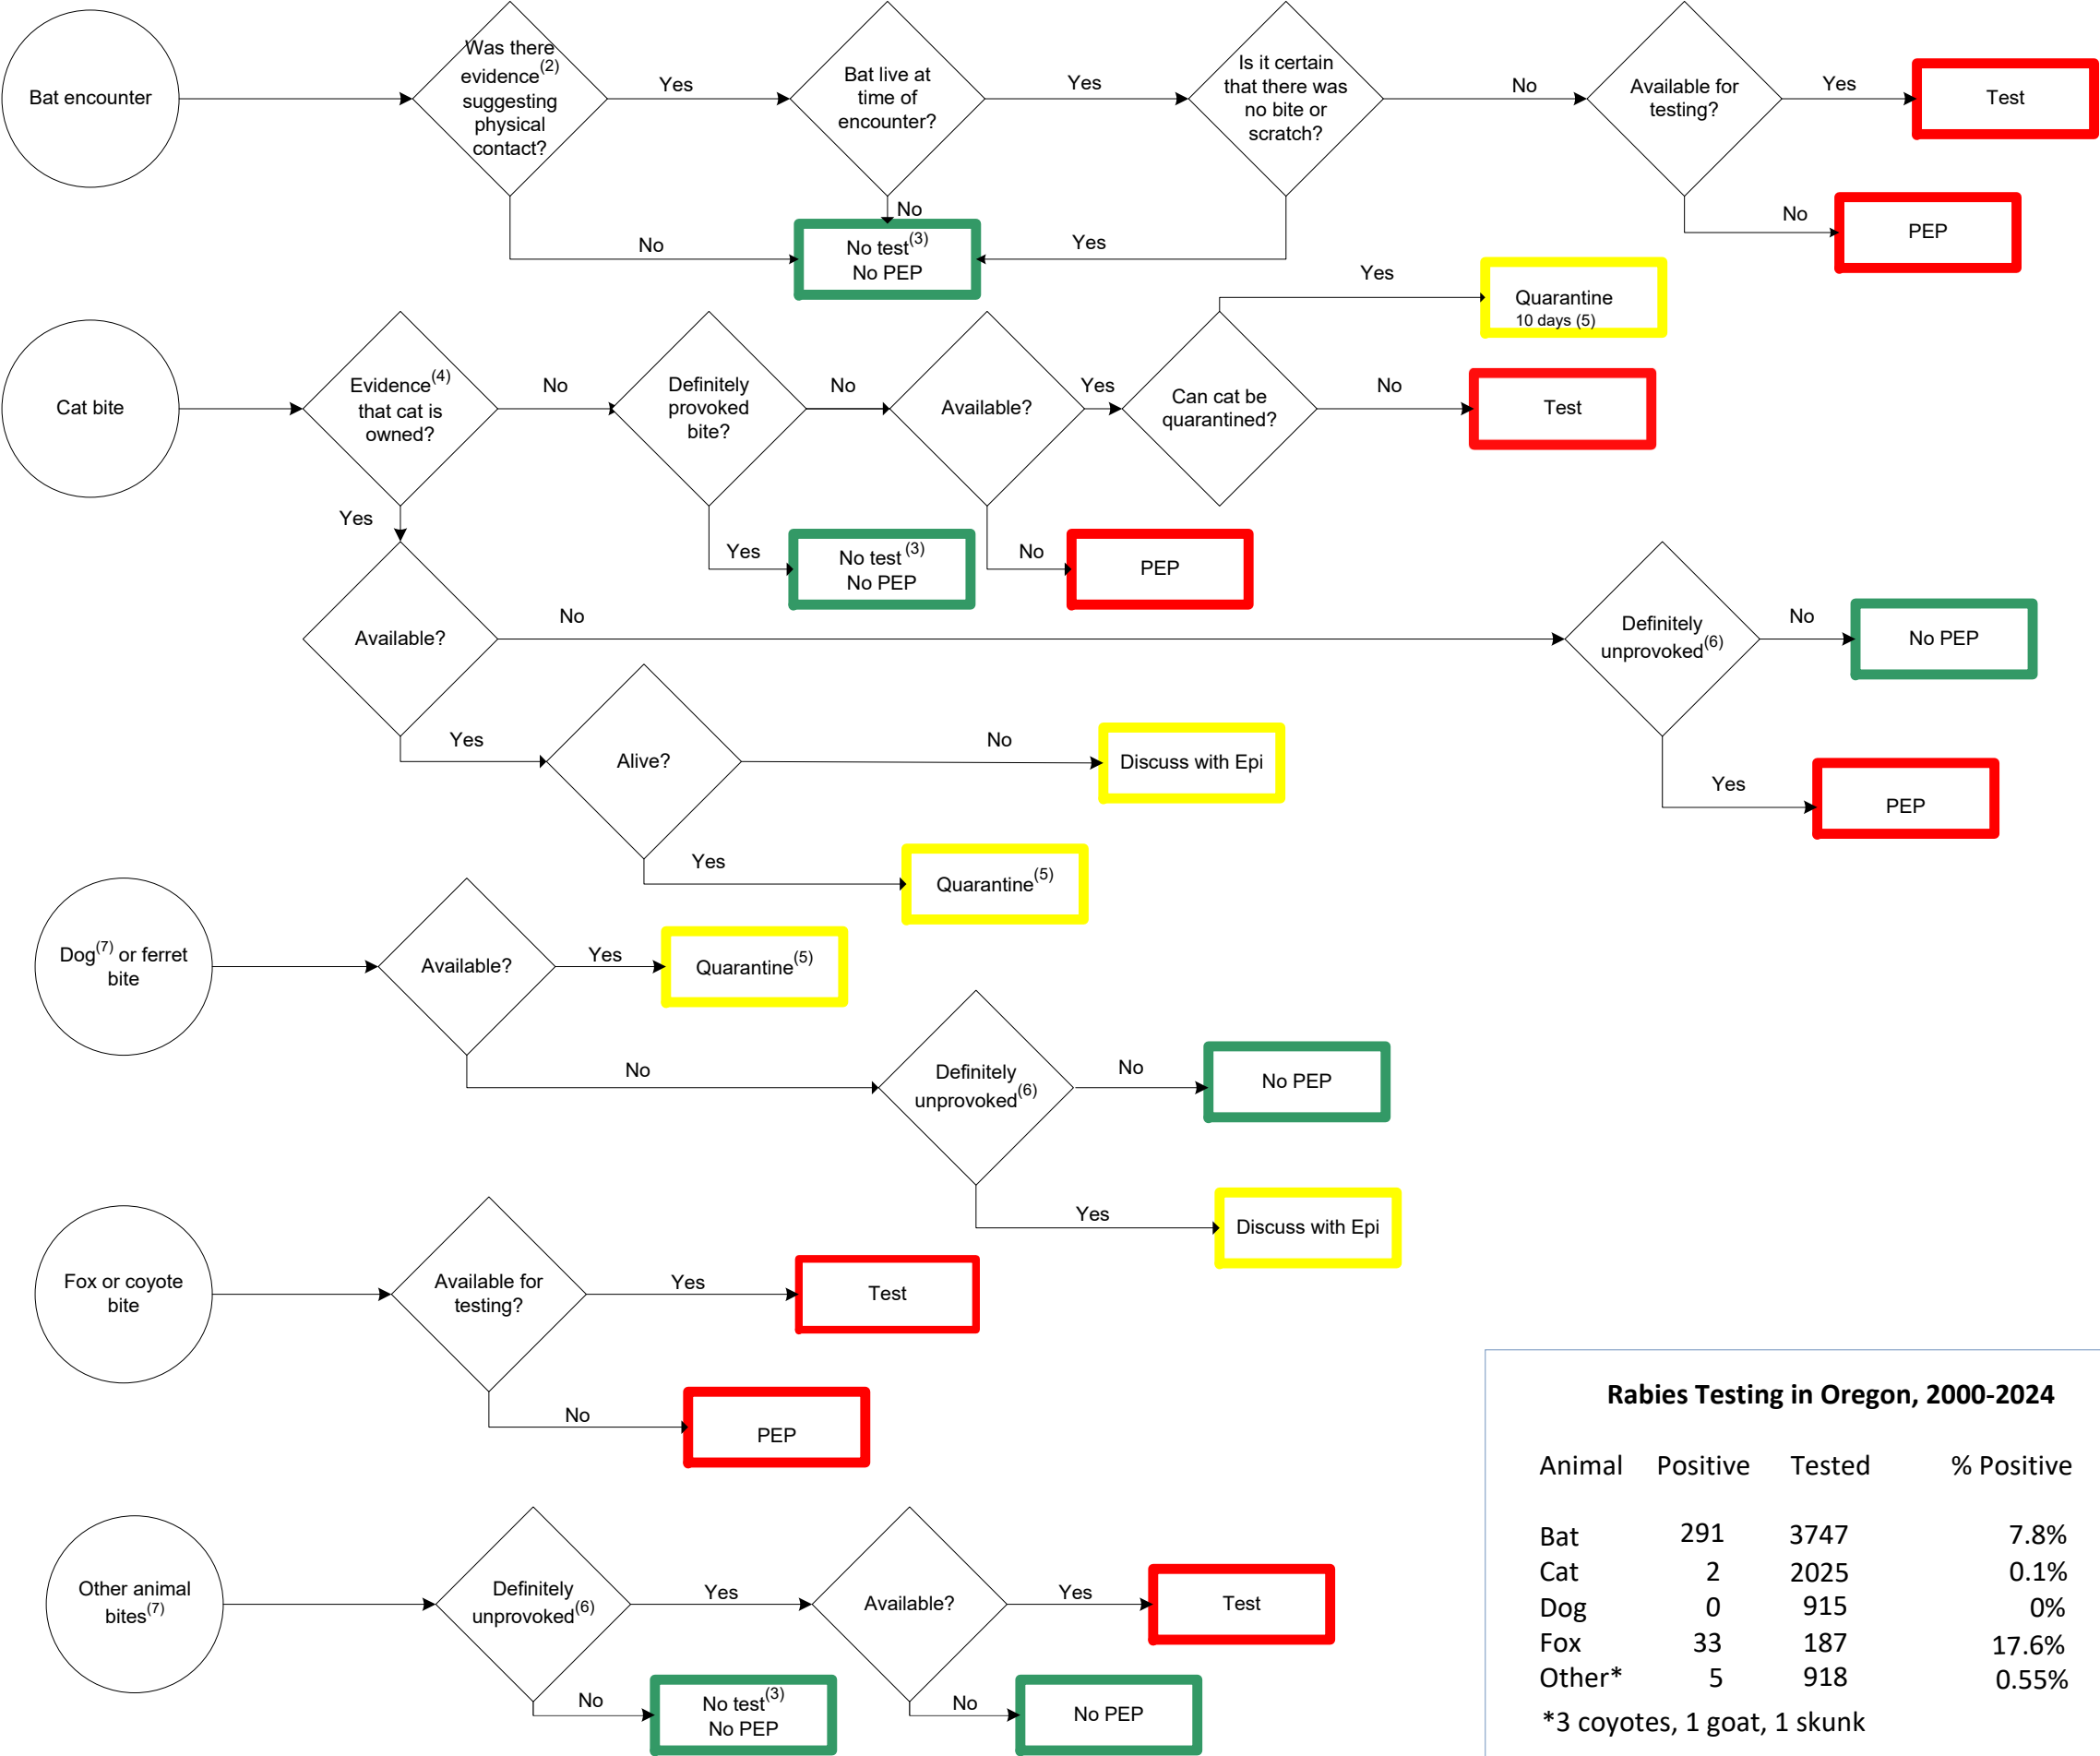 Bat encounter
Was there
evidence(2)
suggesting
physical
contact?
Yes
Bat live at
time of
encounter?
Yes
Is it certain
that there was
no bite or
scratch?
No
Available for
testing?
Yes
Test
No
PEP
No
No
Yes
No test(3)
No PEP
Cat bite
Evidence(4)
that cat is
owned?
No
Definitely
provoked
bite?
No
Available?
Yes
Can cat be
quarantined?
Yes
Quarantine
10 days (5)
No
Test
Yes
Yes
No test (3)
No PEP
No
PEP
Available?
No
Definitely
unprovoked(6)
No
No PEP
Yes
PEP
Yes
Alive?
No
Discuss with Epi
Yes
Quarantine(5)
Dog(7) or ferret
bite
Available?
Yes
Quarantine(5)
No
Definitely
unprovoked(6)
No
No PEP
Yes
Discuss with Epi
Fox or coyote
bite
Available for
testing?
Yes
Test
No
PEP
Other animal
bites(7)
Definitely
unprovoked(6)
Yes
Available?
Yes
Test
No
No test(3)
No PEP
No
No PEP
Rabies Testing in Oregon, 2000-2024
Animal Positive Tested % Positive
Bat 291 3747 7.8%
Cat 2 2025 0.1%
Dog 0 915 0%
Fox 33 187 17.6%
Other* 5 918 0.55%
*3 coyotes, 1 goat, 1 skunk